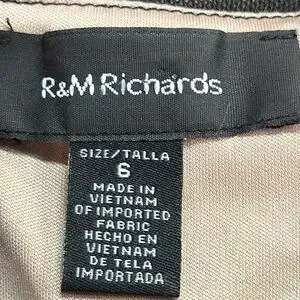 R&M Richards
SIZE/TALLA
6
MADE IN
VIETNAM
OF IMPORTED
FABRIC
HECHO EN
VIETNAM
DE TELA
IMPORTADA